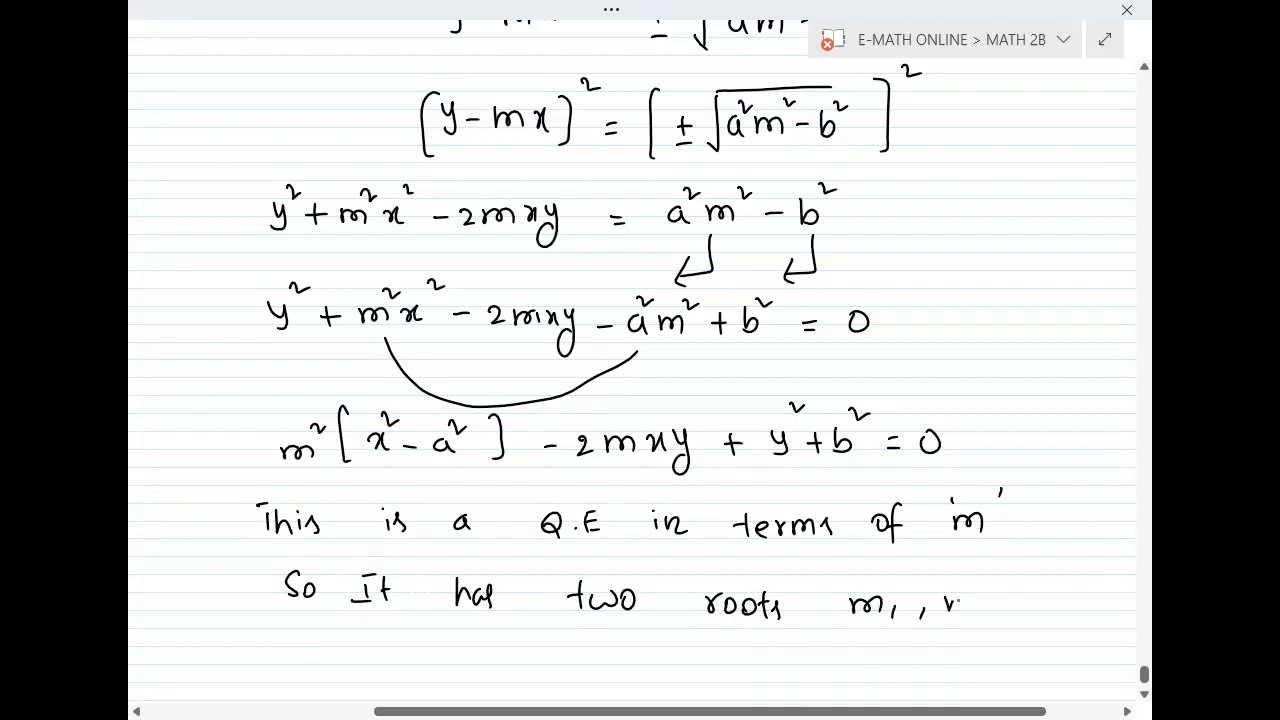 E-MATH ONLINE > MATH 2B
[y - mx]² = [± √a²m² - b²]²
y² + m²x² - 2mxy = a²m² - b²
y² + m²x² - 2mxy - a²m² + b² = 0
m² [x² - a²] - 2mxy + y² + b² = 0
This is a Q.E in terms of 'm'
So It has two roots m₁,